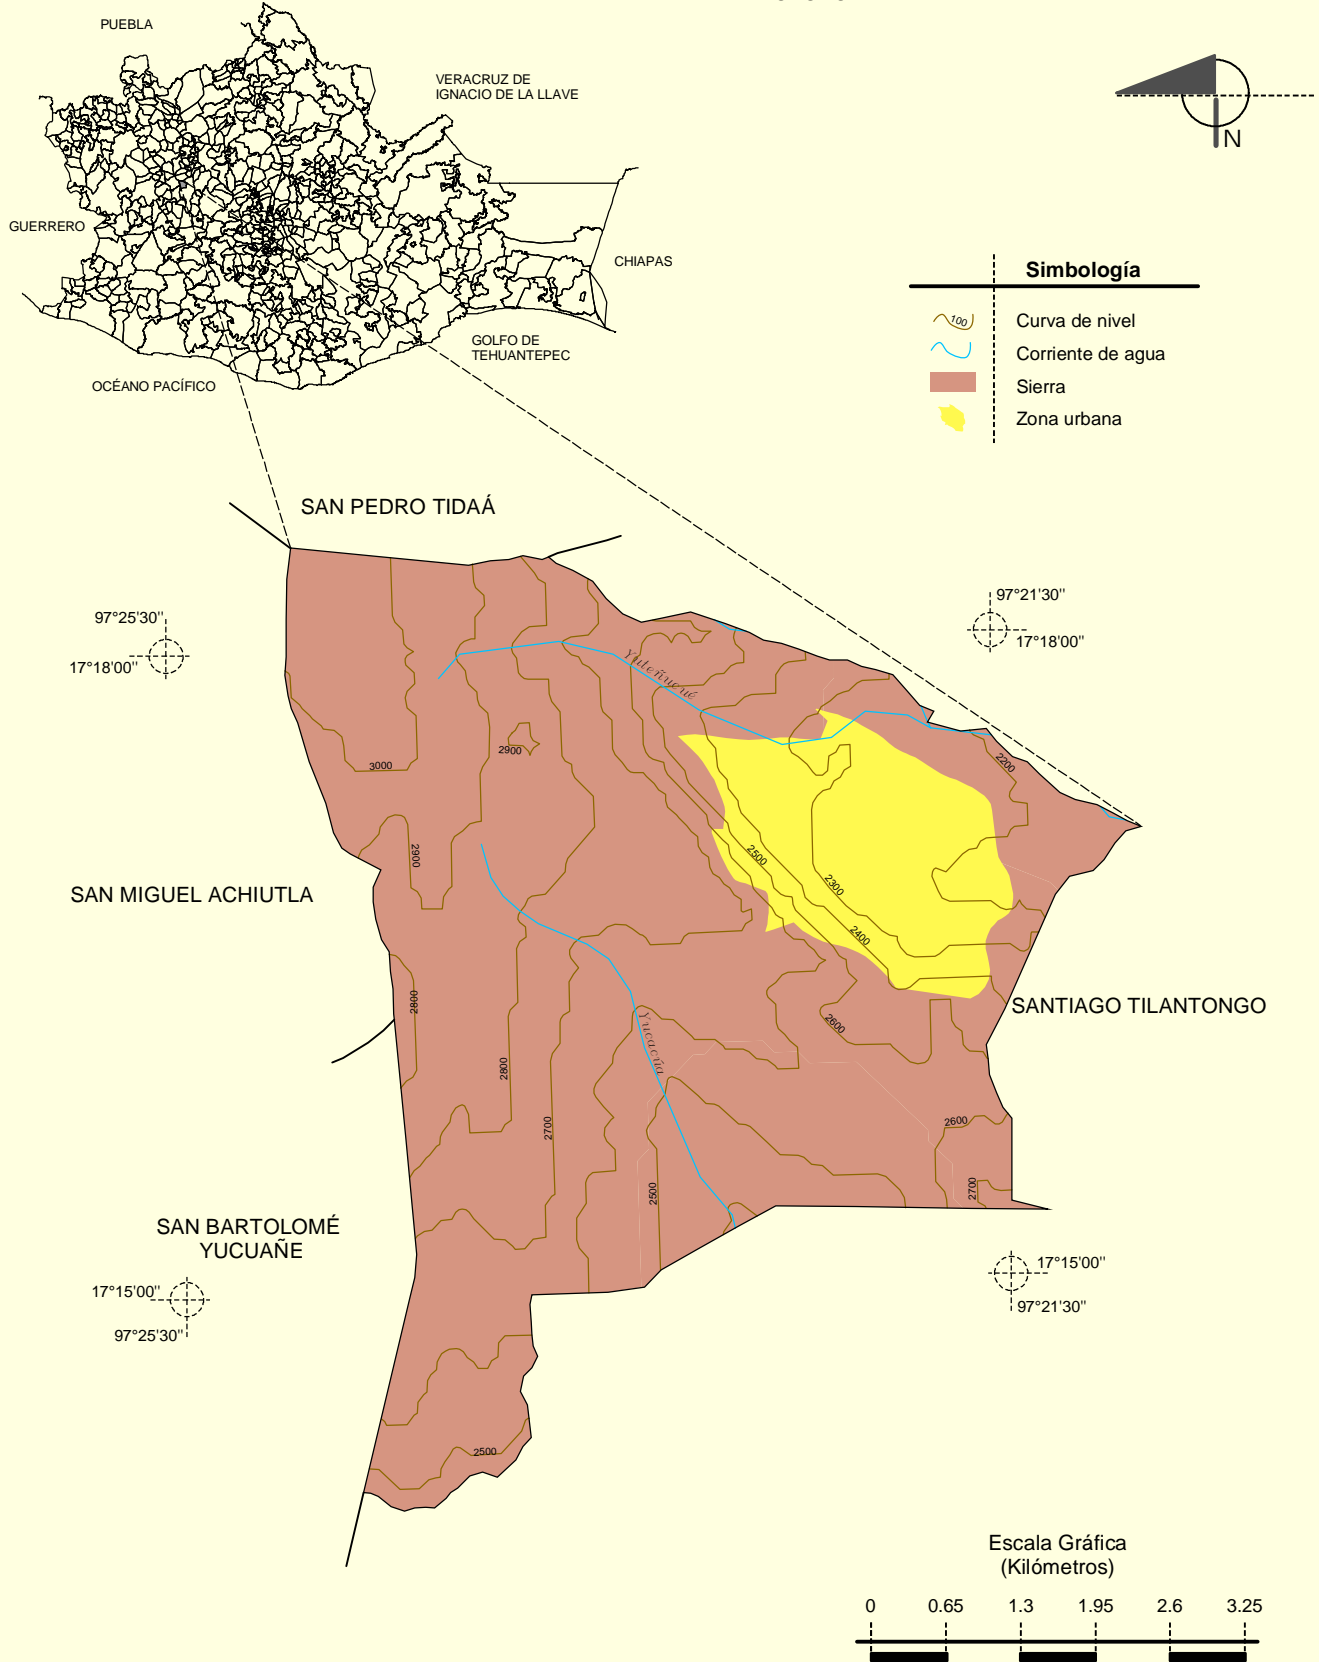 PUEBLA
VERACRUZ DE
IGNACIO DE LA LLAVE
N
GUERRERO
CHIAPAS
Simbología
100
Curva de nivel
Corriente de agua
Sierra
Zona urbana
GOLFO DE
TEHUANTEPEC
OCÉANO PACÍFICO
SAN PEDRO TIDAÁ
97°25'30''
17°18'00''
97°21'30''
17°18'00''
Yuteñueué
2900
3000
2200
2900
2500
2300
2400
SAN MIGUEL ACHIUTLA
2800
SANTIAGO TILANTONGO
2600
Yucacúa
2800
2700
2600
2500
2700
SAN BARTOLOMÉ
YUCUAÑE
17°15'00''
97°25'30''
17°15'00''
97°21'30''
2500
Escala Gráfica
(Kilómetros)
0 0.65 1.3 1.95 2.6 3.25